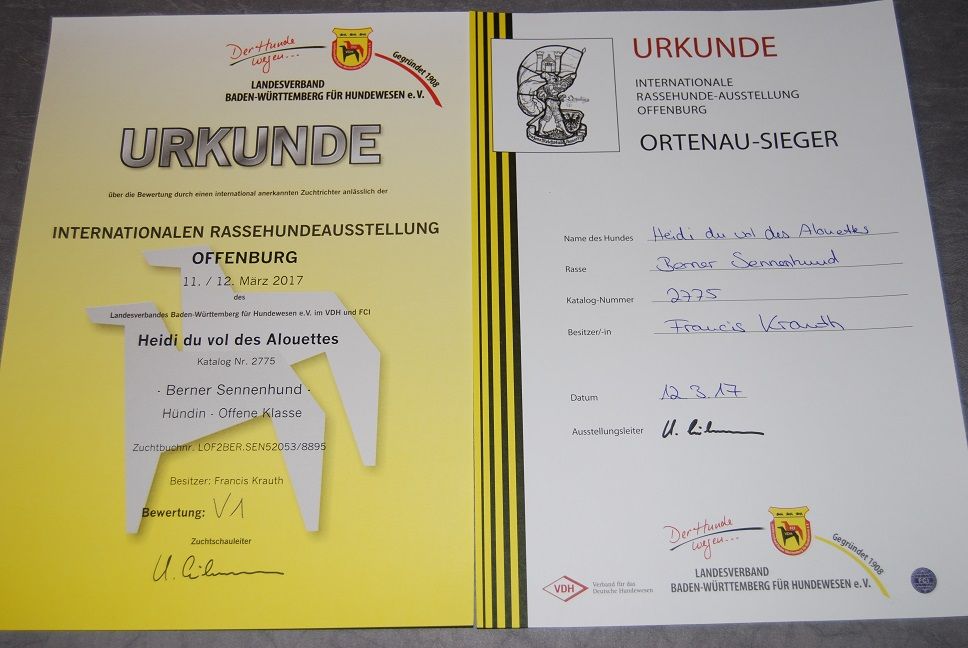 Der Hunde
wegen...
Gegründet 1908
LANDESVERBAND
BADEN-WÜRTTEMBERG FÜR HUNDEWESEN e.V.
URKUNDE
über die Bewertung durch einen international anerkannten Zuchtrichter anlässlich der
INTERNATIONALEN RASSEHUNDEAUSSTELLUNG
OFFENBURG
11. / 12. März 2017
des
Landesverbandes Baden-Württemberg für Hundewesen e.V. im VDH und FCI
Heidi du vol des Alouettes
Katalog Nr. 2775
- Berner Sennenhund -
Hündin - Offene Klasse
Zuchtbuchnr. LOF2BER.SEN52053/8895
Besitzer: Francis Krauth
Bewertung: V1
Zuchtschauleiter
URKUNDE
INTERNATIONALE
RASSEHUNDE-AUSSTELLUNG
OFFENBURG
ORTENAU-SIEGER
Name des Hundes Heidi du vol des Alouettes
Rasse Berner Sennenhund
Katalog-Nummer 2775
Besitzer/-in Francis Krauth
Datum 12.3.17
Ausstellungsleiter
Der Hunde
wegen...
Gegründet 1908
LANDESVERBAND
BADEN-WÜRTTEMBERG FÜR HUNDEWESEN e.V.
VDH
Verband für das
Deutsche Hundewesen
FCI